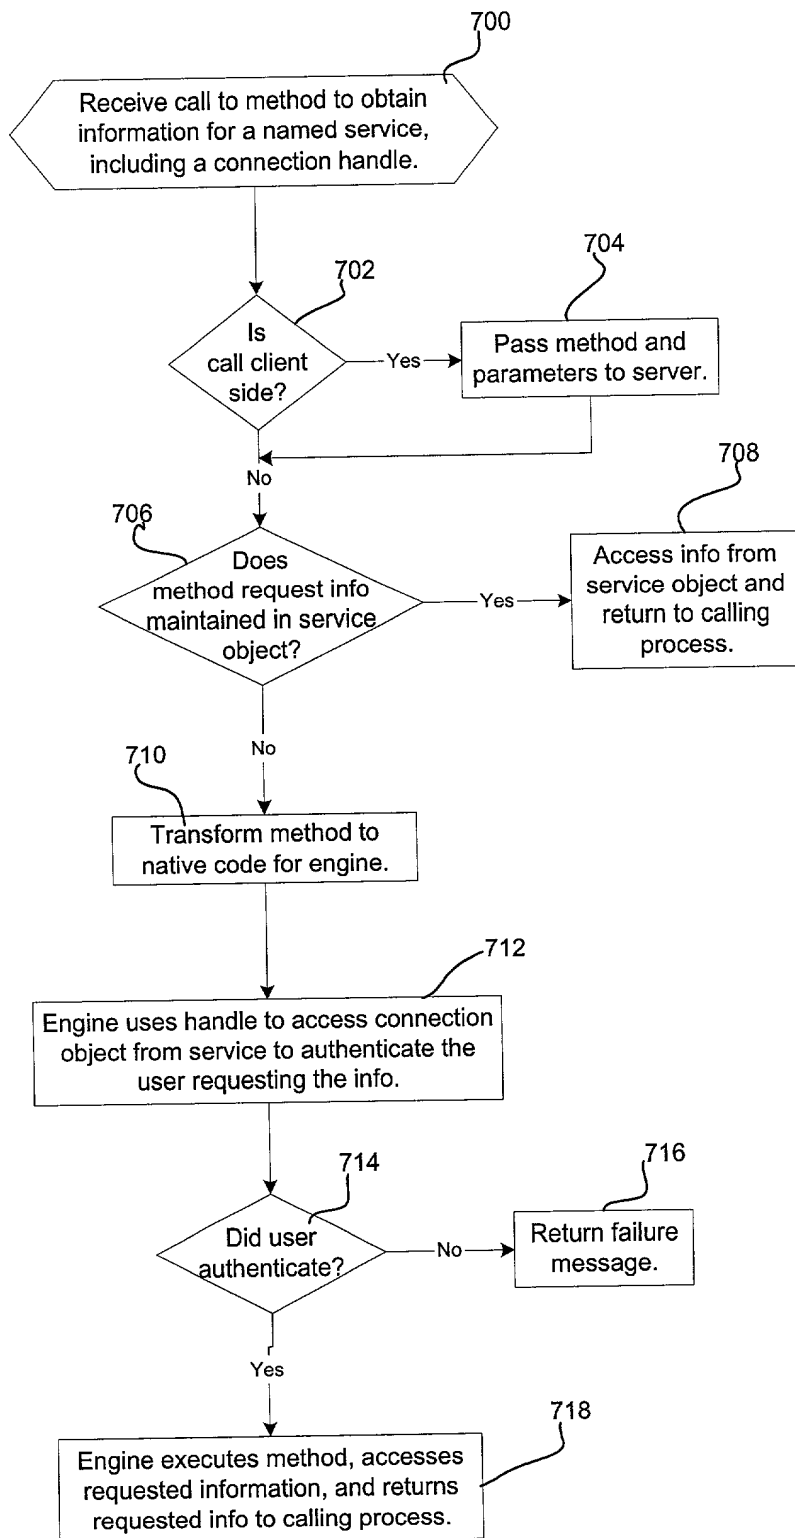 700
Receive call to method to obtain
information for a named service,
including a connection handle.
702
Is
call client
side?
Yes
704
Pass method and
parameters to server.
No
706
Does
method request info
maintained in service
object?
Yes
708
Access info from
service object and
return to calling
process.
No
710
Transform method to
native code for engine.
712
Engine uses handle to access connection
object from service to authenticate the
user requesting the info.
714
Did user
authenticate?
No
716
Return failure
message.
Yes
718
Engine executes method, accesses
requested information, and returns
requested info to calling process.